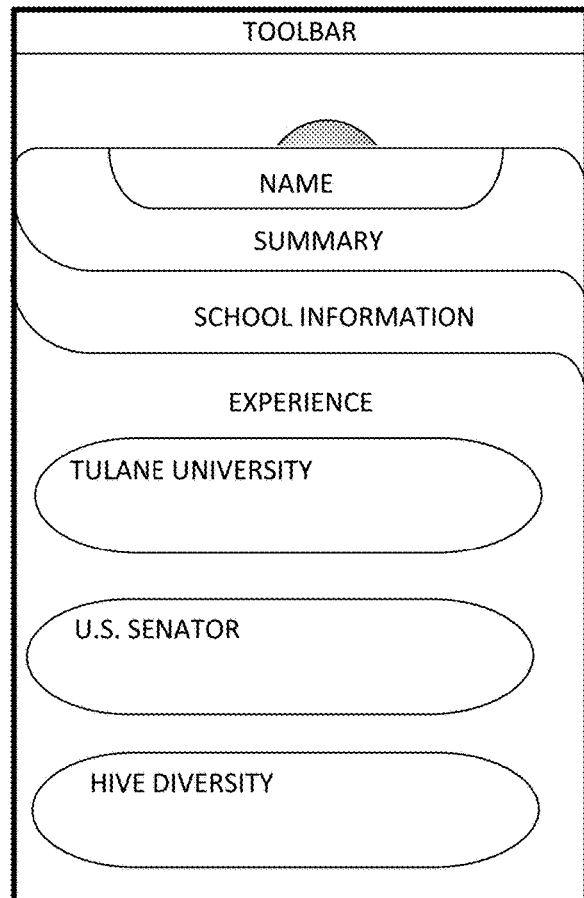 TOOLBAR
NAME
SUMMARY
SCHOOL INFORMATION
EXPERIENCE
TULANE UNIVERSITY
U.S. SENATOR
HIVE DIVERSITY